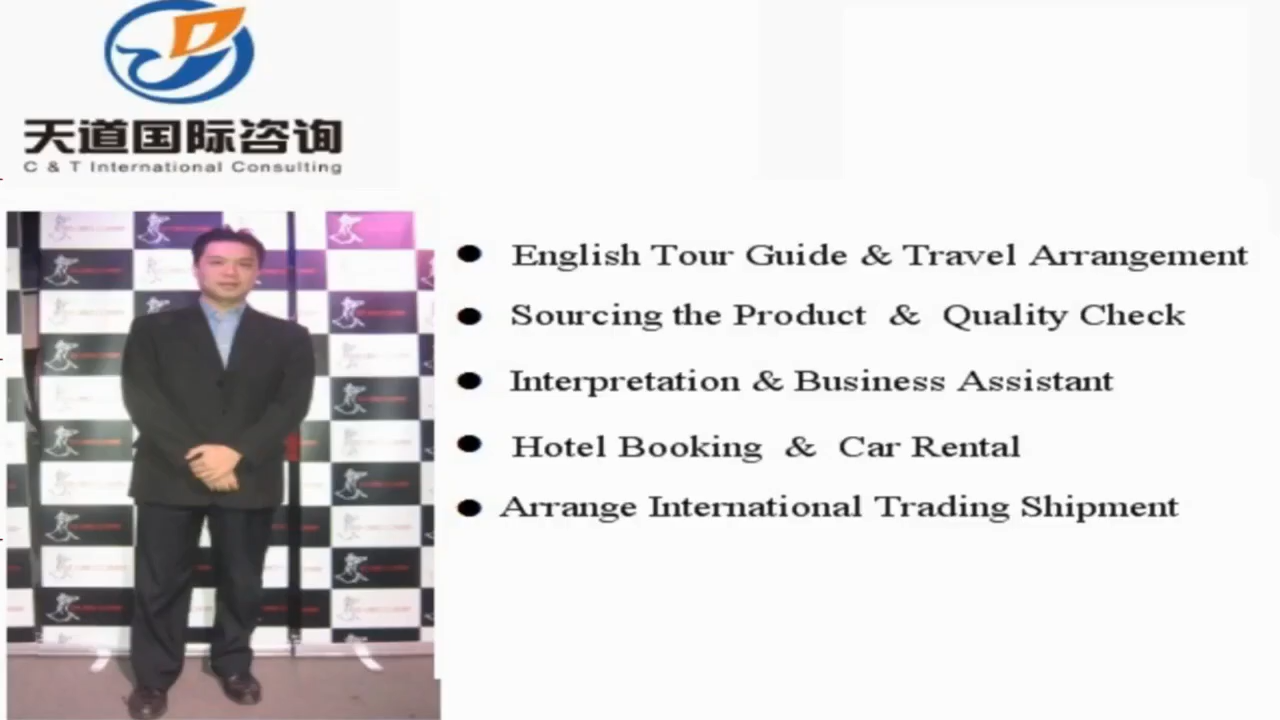 天道国际咨询
C & T International Consulting
English Tour Guide & Travel Arrangement
Sourcing the Product & Quality Check
Interpretation & Business Assistant
Hotel Booking & Car Rental
Arrange International Trading Shipment